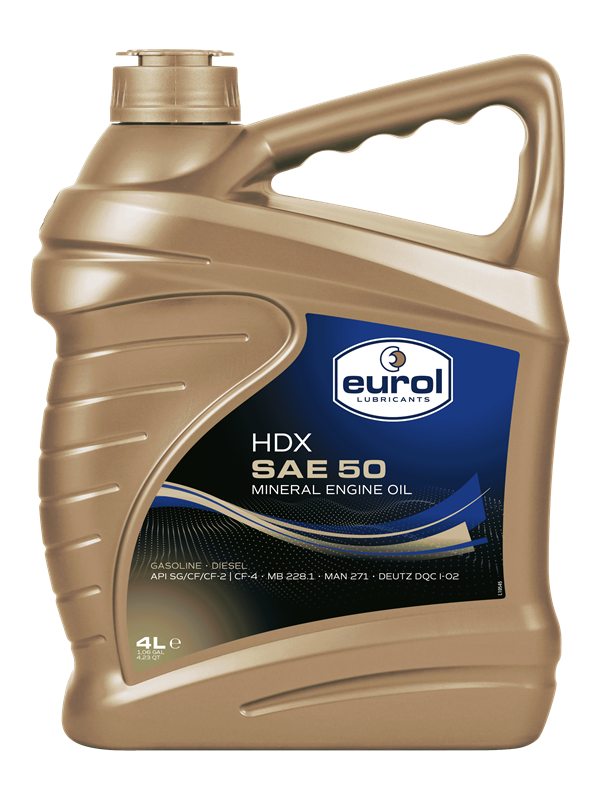 eurol
LUBRICANTS
HDX
SAE 50
MINERAL ENGINE OIL
GASOLINE · DIESEL
API SG/CF/CF-2 | CF-4 · MB 228.1 · MAN 271 · DEUTZ DQC I-02
4L e
1,06 GAL
4,23 QT